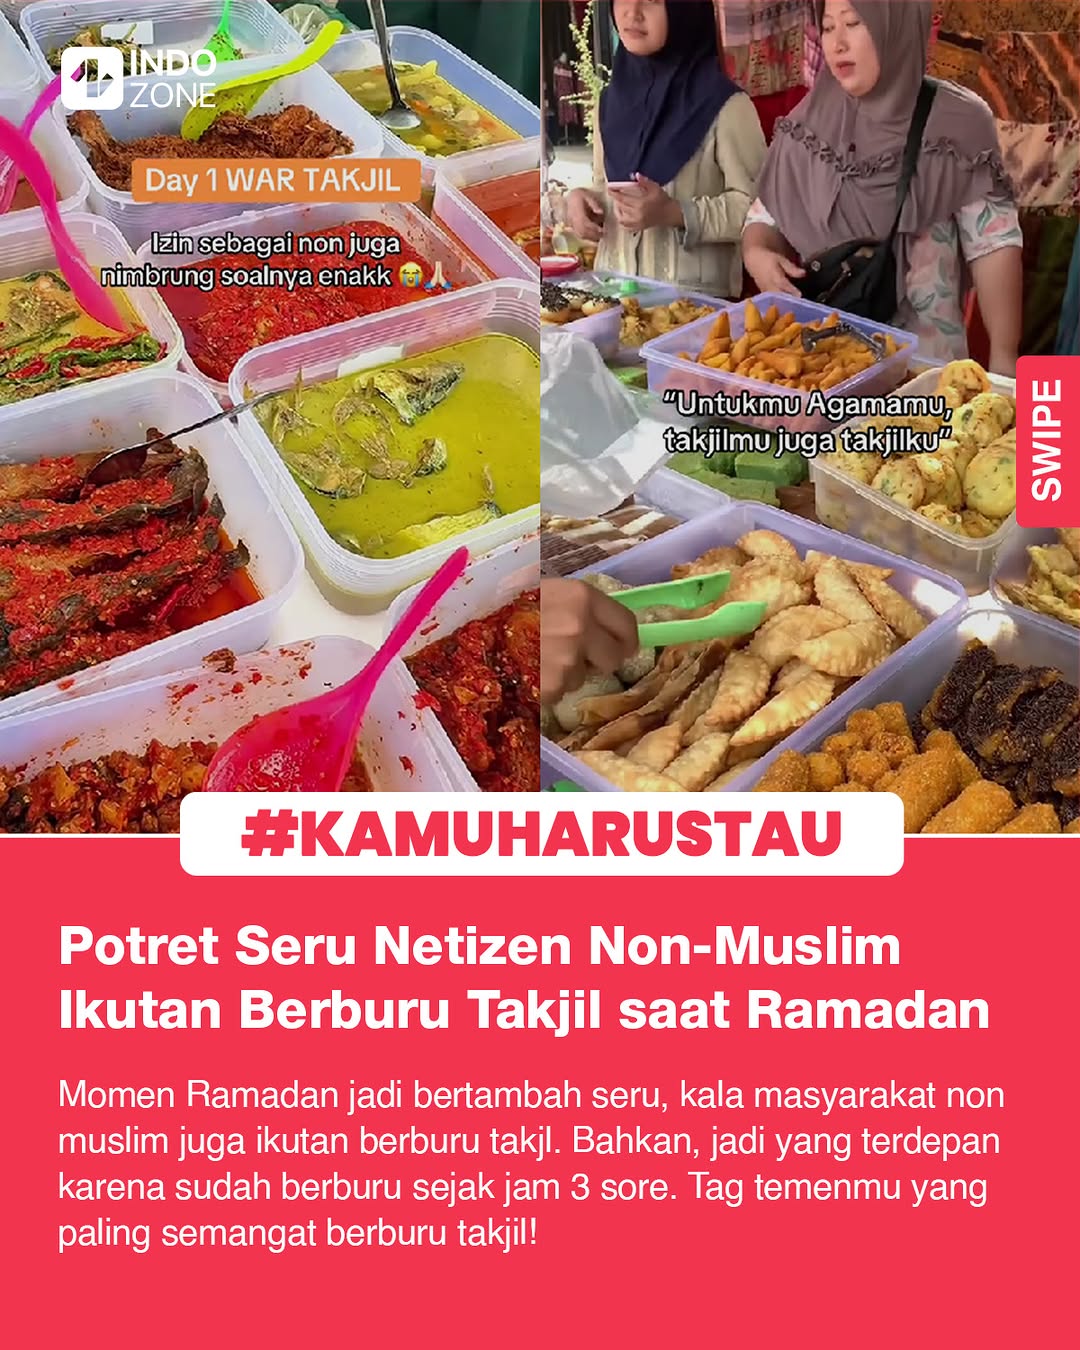 INDO
ZONE
Day 1 WAR TAKJIL
Izin sebagai non juga
nimbrung soalnya enakk 😭🙏🏻
"Untukmu Agamamu,
takjilmu juga takjilku"
SWIPE
#KAMUHARUSTAU
Potret Seru Netizen Non-Muslim
Ikutan Berburu Takjil saat Ramadan
Momen Ramadan jadi bertambah seru, kala masyarakat non
muslim juga ikutan berburu takjl. Bahkan, jadi yang terdepan
karena sudah berburu sejak jam 3 sore. Tag temenmu yang
paling semangat berburu takjil!